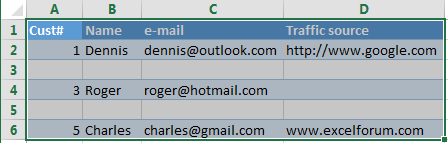 A B C D
1 Cust# Name e-mail Traffic source
2 1 Dennis dennis@outlook.com http://www.google.com
3
4 3 Roger roger@hotmail.com
5
6 5 Charles charles@gmail.com www.excelforum.com